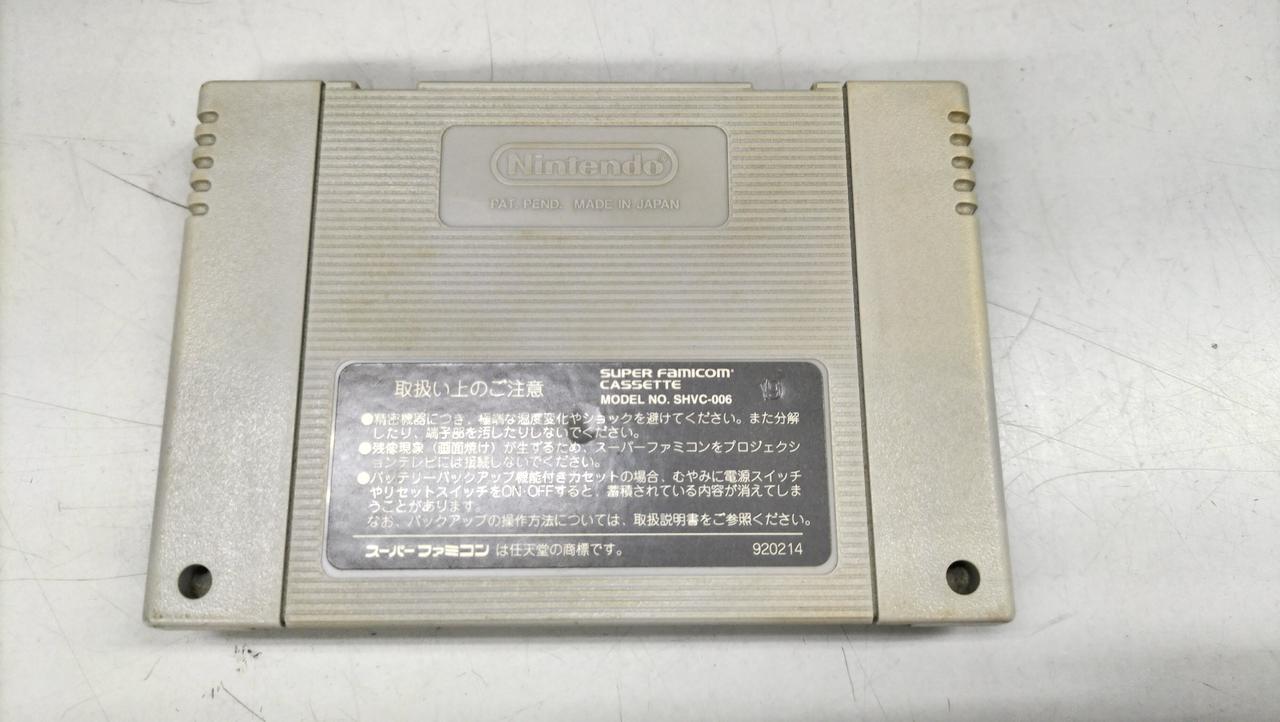 Nintendo®
PAT. PEND. MADE IN JAPAN
取扱い上のご注意
SUPER FAMICOM®
CASSETTE
MODEL NO. SHVC-006
●精密機器につき、極端な温度変化やショックを避けてください。また分解
したり、端子部を汚したりしないでください。
●残像現象（画面焼け）が生ずるため、スーパーファミコンをプロジェクシ
ョンテレビには接続しないでください。
●バッテリーバックアップ機能付きカセットの場合、むやみに電源スイッチ
やリセットスイッチをON・OFFすると、蓄積されている内容が消えてしま
うことがあります。
なお、バックアップの操作方法については、取扱説明書をご参照ください。
スーパーファミコン は任天堂の商標です。
920214